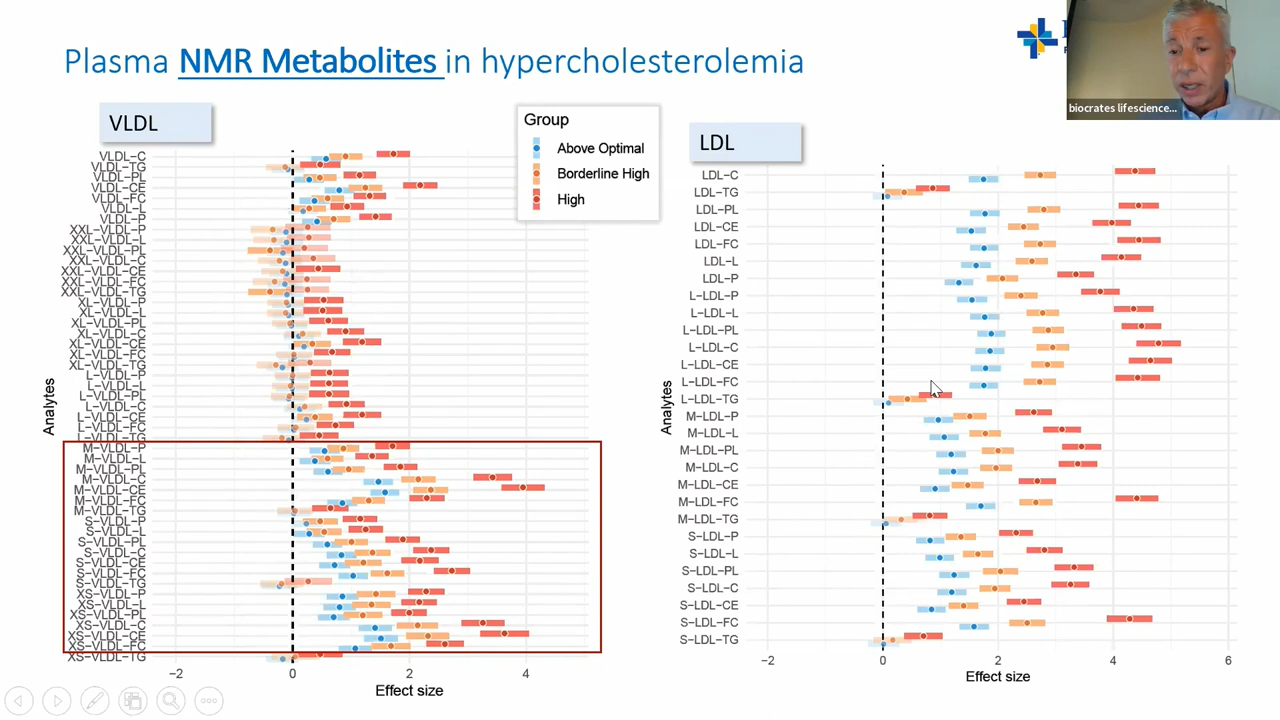 Plasma NMR Metabolites in hypercholesterolemia
biocrates lifescience...
VLDL
Group
Above Optimal
Borderline High
High
LDL
VLDL-C
VLDL-TG
VLDL-PL
VLDL-CE
VLDL-FC
VLDL-L
VLDL-P
XXL-VLDL-P
XXL-VLDL-L
XXL-VLDL-PL
XXL-VLDL-C
XXL-VLDL-CE
XXL-VLDL-FC
XXL-VLDL-TG
XL-VLDL-P
XL-VLDL-L
XL-VLDL-PL
XL-VLDL-C
XL-VLDL-CE
XL-VLDL-FC
XL-VLDL-TG
L-VLDL-P
L-VLDL-L
L-VLDL-PL
L-VLDL-C
L-VLDL-CE
L-VLDL-FC
L-VLDL-TG
M-VLDL-P
M-VLDL-L
M-VLDL-PL
M-VLDL-C
M-VLDL-CE
M-VLDL-FC
M-VLDL-TG
S-VLDL-P
S-VLDL-L
S-VLDL-PL
S-VLDL-C
S-VLDL-CE
S-VLDL-FC
S-VLDL-TG
XS-VLDL-P
XS-VLDL-L
XS-VLDL-PL
XS-VLDL-C
XS-VLDL-CE
XS-VLDL-FC
XS-VLDL-TG
Analytes
−2 0 2 4
Effect size
LDL-C
LDL-TG
LDL-PL
LDL-CE
LDL-FC
LDL-L
LDL-P
L-LDL-P
L-LDL-L
L-LDL-PL
L-LDL-C
L-LDL-CE
L-LDL-FC
L-LDL-TG
M-LDL-P
M-LDL-L
M-LDL-PL
M-LDL-C
M-LDL-CE
M-LDL-FC
M-LDL-TG
S-LDL-P
S-LDL-L
S-LDL-PL
S-LDL-C
S-LDL-CE
S-LDL-FC
S-LDL-TG
Analytes
−2 0 2 4 6
Effect size